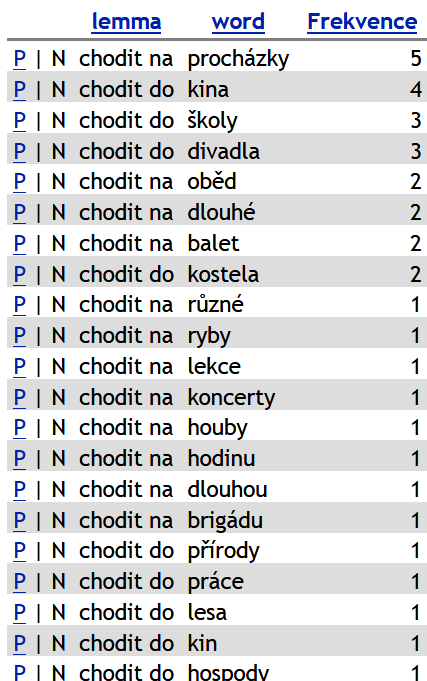 lemma word Frekvence
P | N chodit na procházky 5
P | N chodit do kina 4
P | N chodit do školy 3
P | N chodit do divadla 3
P | N chodit na oběd 2
P | N chodit na dlouhé 2
P | N chodit na balet 2
P | N chodit do kostela 2
P | N chodit na různé 1
P | N chodit na ryby 1
P | N chodit na lekce 1
P | N chodit na koncerty 1
P | N chodit na houby 1
P | N chodit na hodinu 1
P | N chodit na dlouhou 1
P | N chodit na brigádu 1
P | N chodit do přírody 1
P | N chodit do práce 1
P | N chodit do lesa 1
P | N chodit do kin 1
P | N chodit do hospody 1